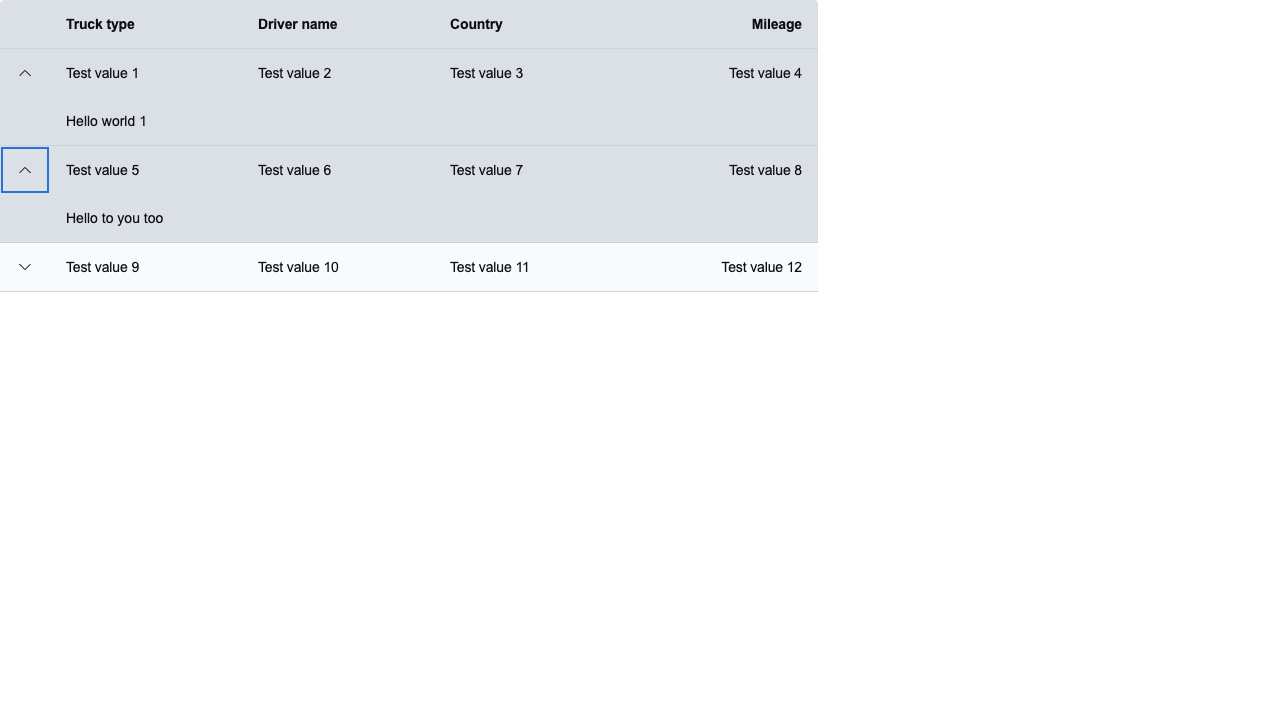 Truck type Driver name Country Mileage
Test value 1 Test value 2 Test value 3 Test value 4
Hello world 1
Test value 5 Test value 6 Test value 7 Test value 8
Hello to you too
Test value 9 Test value 10 Test value 11 Test value 12